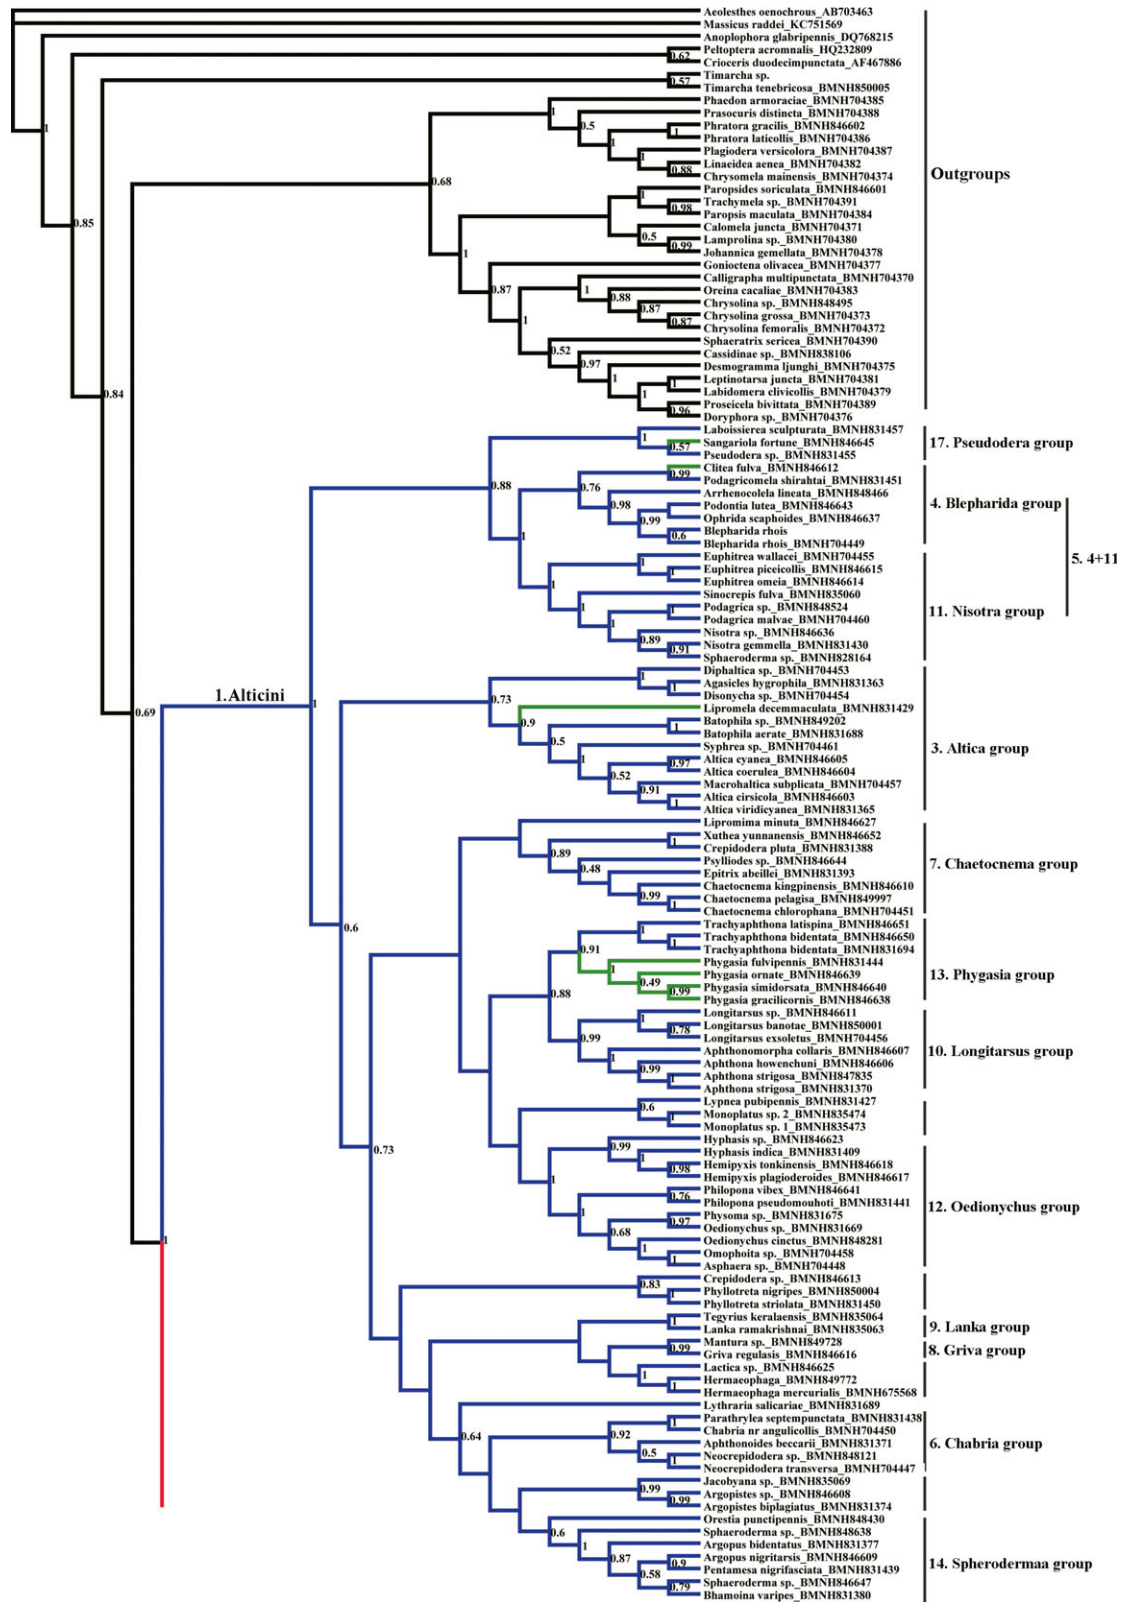 Aeolesthes oenochrous_AB703463
Massicus raddei_KC751569
Anoplophora glabripennis_DQ768215
Peltoptera acromnalis_HQ232809
0.62
Crioceris duodecimpunctata_AF467886
Timarcha sp.
0.57
Timarcha tenebricosa_BMNH850005
Phaedon armoraciae_BMNH704385
1
Prasocuris distincta_BMNH704388
0.5
Phratora gracilis_BMNH846602
1
1
Phratora laticollis_BMNH704386
1
Plagiodera versicolora_BMNH704387
1
Linaeidea aenea_BMNH704382
0.88
Chrysomela mainensis_BMNH704374
Outgroups
0.68
Paropsides soriculata_BMNH846601
1
Trachymela sp._BMNH704391
0.98
Paropsis maculata_BMNH704384
0.85
Calomela juncta_BMNH704371
0.5
Lamprolina sp._BMNH704380
0.99
Johannica gemellata_BMNH704378
1
Gonioctena olivacea_BMNH704377
Calligrapha multipunctata_BMNH704370
0.87
1
Oreina cacaliae_BMNH704383
0.88
Chrysolina sp._BMNH848495
0.87
Chrysolina grossa_BMNH704373
1
0.87
Chrysolina femoralis_BMNH704372
Sphaeratrix sericea_BMNH704390
0.52
Cassidinae sp._BMNH838106
0.97
Desmogramma ljunghi_BMNH704375
1
Leptinotarsa juncta_BMNH704381
1
Labidomera clivicollis_BMNH704379
0.84
1
Proseicela bivittata_BMNH704389
0.96
Doryphora sp._BMNH704376
Laboissierea sculpturata_BMNH831457
1
Sangariola fortune_BMNH846645
17. Pseudodera group
0.57
Pseudodera sp._BMNH831455
Clitea fulva_BMNH846612
0.99
Podagricomela shirahtai_BMNH831451
0.88
0.76
Arrhenocolela lineata_BMNH848466
0.98
Podontia lutea_BMNH846643
4. Blepharida group
0.99
Ophrida scaphoides_BMNH846637
Blepharida rhois
0.6
1
Blepharida rhois_BMNH704449
Euphitrea wallacei_BMNH704455
1
5. 4+11
Euphitrea piceicollis_BMNH846615
1
Euphitrea omeia_BMNH846614
1
Sinocrepis fulva_BMNH835060
1
Podagrica sp._BMNH848524
1
11. Nisotra group
Podagrica malvae_BMNH704460
1
Nisotra sp._BMNH846636
0.89
Nisotra gemmella_BMNH831430
0.91
Sphaeroderma sp._BMNH828164
Diphaltica sp._BMNH704453
1
Agasicles hygrophila_BMNH831363
1
Disonycha sp._BMNH704454
1.Alticini
0.73
1
Lipromela decemmaculata_BMNH831429
0.69
0.9
Batophila sp._BMNH849202
1
Batophila aerate_BMNH831688
0.5
Syphrea sp._BMNH704461
3. Altica group
1
Altica cyanea_BMNH846605
0.97
Altica coerulea_BMNH846604
0.52
Macrohaltica subplicata_BMNH704457
0.91
Altica cirsicola_BMNH846603
1
Altica viridicyanea_BMNH831365
Lipromima minuta_BMNH846627
Xuthea yunnanensis_BMNH846652
1
Crepidodera pluta_BMNH831388
0.89
Psylliodes sp._BMNH846644
7. Chaetocnema group
0.48
Epitrix abeillei_BMNH831393
Chaetocnema kingpinensis_BMNH846610
0.99
Chaetocnema pelagisa_BMNH849997
1
Chaetocnema chlorophana_BMNH704451
0.6
Trachyaphthona latispina_BMNH846651
1
Trachyaphthona bidentata_BMNH846650
1
Trachyaphthona bidentata_BMNH831694
0.91
Phygasia fulvipennis_BMNH831444
1
Phygasia ornate_BMNH846639
13. Phygasia group
0.49
Phygasia simidorsata_BMNH846640
0.99
Phygasia gracilicornis_BMNH846638
0.88
Longitarsus sp._BMNH846611
1
Longitarsus banotae_BMNH850001
0.78
Longitarsus exsoletus_BMNH704456
0.99
Aphthonomorpha collaris_BMNH846607
10. Longitarsus group
1
Aphthona howenchuni_BMNH846606
0.99
Aphthona strigosa_BMNH847835
1
Aphthona strigosa_BMNH831370
Lypnea pubipennis_BMNH831427
0.6
Monoplatus sp. 2_BMNH835474
1
Monoplatus sp. 1_BMNH835473
Hyphasis sp._BMNH846623
0.73
0.99
Hyphasis indica_BMNH831409
1
Hemipyxis tonkinensis_BMNH846618
0.98
Hemipyxis plagioderoides_BMNH846617
1
Philopona vibex_BMNH846641
0.76
Philopona pseudomouhoti_BMNH831441
12. Oedionychus group
1
Physoma sp._BMNH831675
0.97
Oedionychus sp._BMNH831669
0.68
Oedionychus cinctus_BMNH848281
1
1
Omophoita sp._BMNH704458
1
Asphaera sp._BMNH704448
Crepidodera sp._BMNH846613
0.83
Phyllotreta nigripes_BMNH850004
1
Phyllotreta striolata_BMNH831450
Tegyrius keralaensis_BMNH835064
1
9. Lanka group
Lanka ramakrishnai_BMNH835063
Mantura sp._BMNH849728
0.99
8. Griva group
Griva regulasis_BMNH846616
Lactica sp._BMNH846625
1
Hermaeophaga_BMNH849772
1
Hermaeophaga mercurialis_BMNH675568
Lythraria salicariae_BMNH831689
Parathrylea septempunctata_BMNH831438
1
Chabria nr angulicollis_BMNH704450
0.64
0.92
Aphthonoides beccarii_BMNH831371
6. Chabria group
0.5
Neocrepidodera sp._BMNH848121
1
Neocrepidodera transversa_BMNH704447
Jacobyana sp._BMNH835069
0.99
Argopistes sp._BMNH846608
0.99
Argopistes biplagiatus_BMNH831374
Orestia punctipennis_BMNH848430
0.6
Sphaeroderma sp._BMNH848638
1
Argopus bidentatus_BMNH831377
0.87
Argopus nigritarsis_BMNH846609
0.9
14. Spherodermaa group
Pentamesa nigrifasciata_BMNH831439
0.58
Sphaeroderma sp._BMNH846647
0.79
Bhamoina varipes_BMNH831380